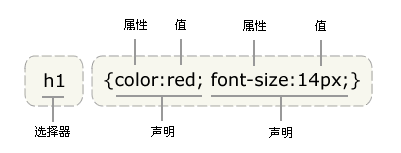 属性 值 属性 值
h1 {color:red; font-size:14px;}
选择器 声明 声明